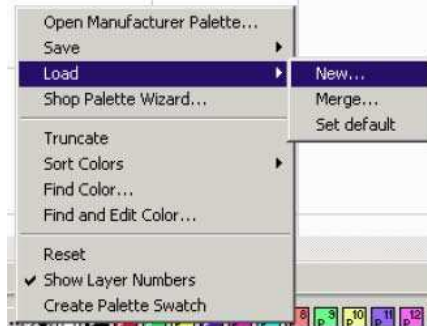 Open Manufacturer Palette...
Save
Load
New...
Shop Palette Wizard...
Merge...
Set default
Truncate
Sort Colors
Find Color...
Find and Edit Color...
Reset
Show Layer Numbers
Create Palette Swatch
8 9 10 11 12
P P P P